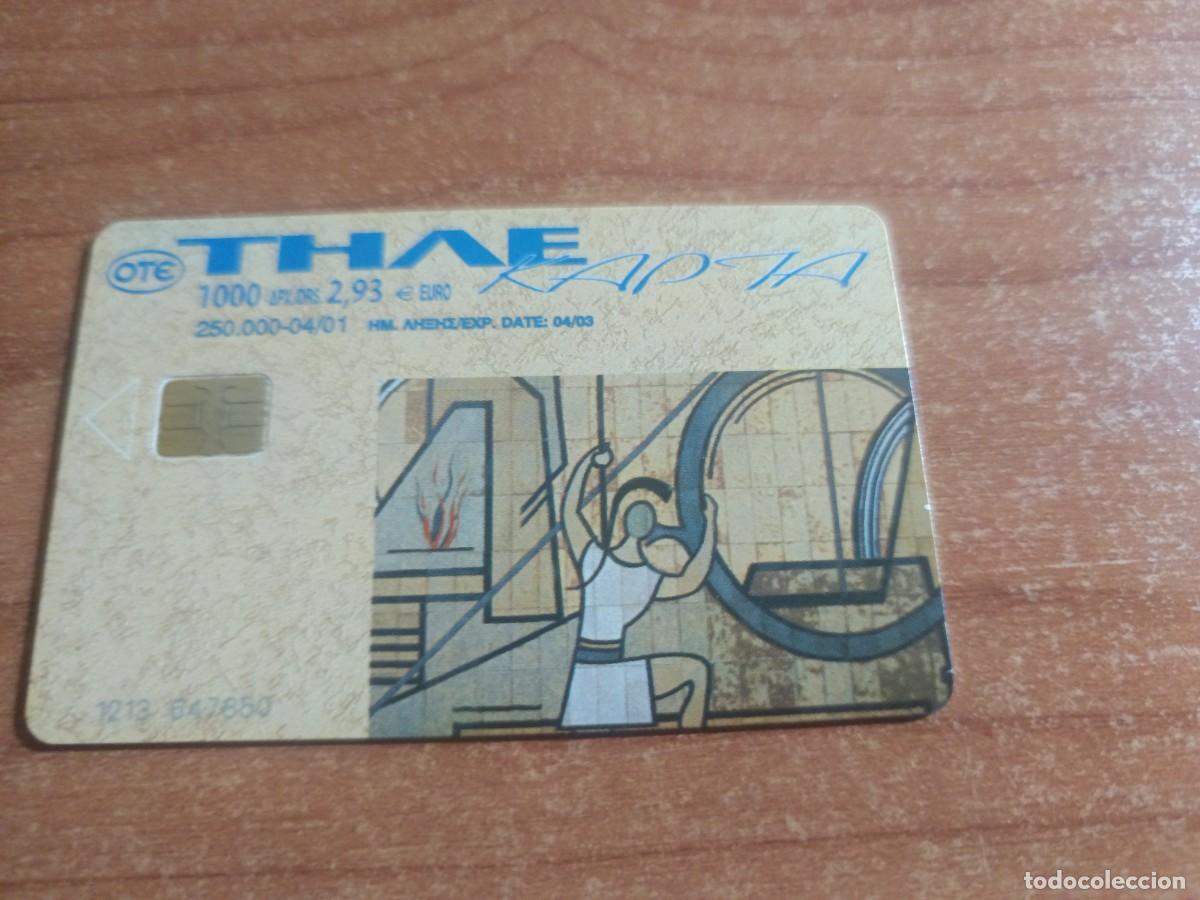 OTE
ΤΗΛΕ
ΚΑΡΤΑ
1000 ΔΡΧ.DRS. 2,93 € EURO
250.000-04/01 ΗΜ. ΛΗΞΗΣ/EXP. DATE: 04/03
1213 647650
todocoleccion